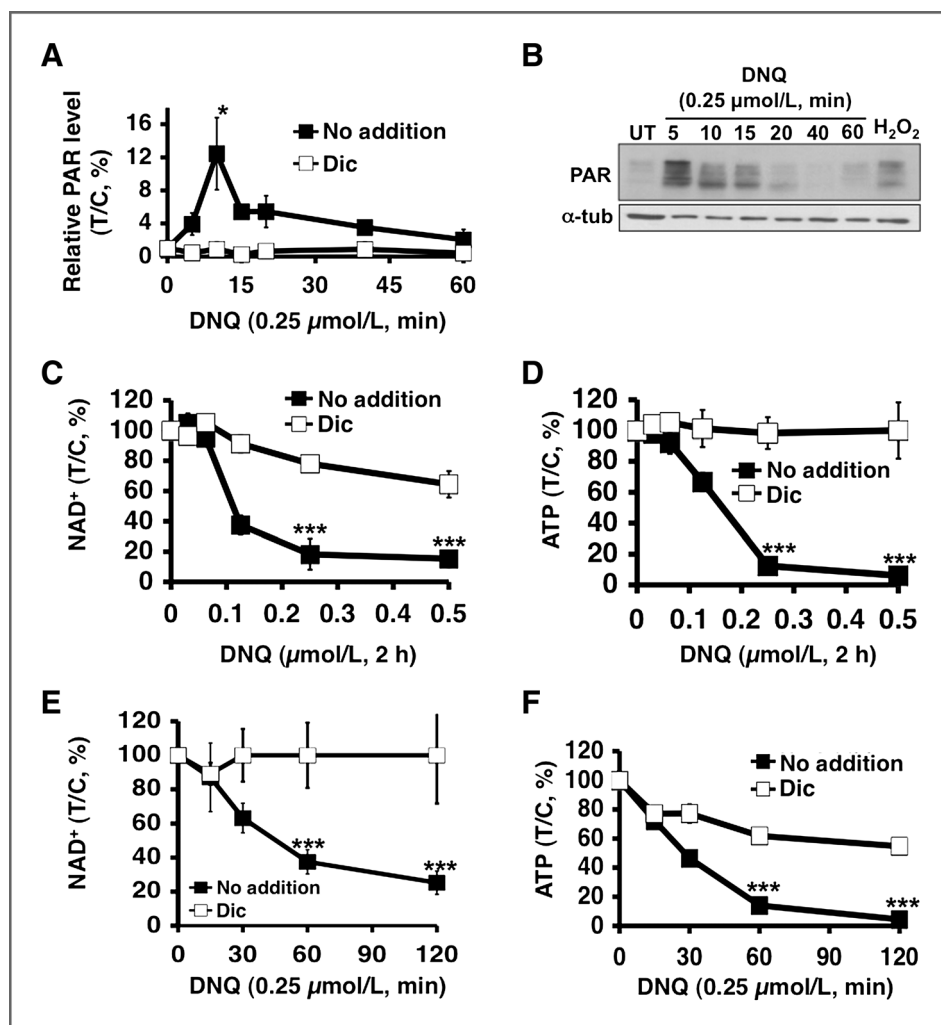 A
Relative PAR level
(T/C, %)
16
12
8
4
0
*
No addition
Dic
0 15 30 45 60
DNQ (0.25 µmol/L, min)
B
DNQ
(0.25 µmol/L, min)
UT 5 10 15 20 40 60 H₂O₂
PAR
α-tub
C
NAD⁺ (T/C, %)
120
100
80
60
40
20
0
No addition
Dic
***
***
0 0.1 0.2 0.3 0.4 0.5
DNQ (µmol/L, 2 h)
D
ATP (T/C, %)
120
100
80
60
40
20
0
No addition
Dic
***
***
0 0.1 0.2 0.3 0.4 0.5
DNQ (µmol/L, 2 h)
E
NAD⁺ (T/C, %)
120
100
80
60
40
20
0
***
***
No addition
Dic
0 30 60 90 120
DNQ (0.25 µmol/L, min)
F
ATP (T/C, %)
120
100
80
60
40
20
0
No addition
Dic
***
***
0 30 60 90 120
DNQ (0.25 µmol/L, min)